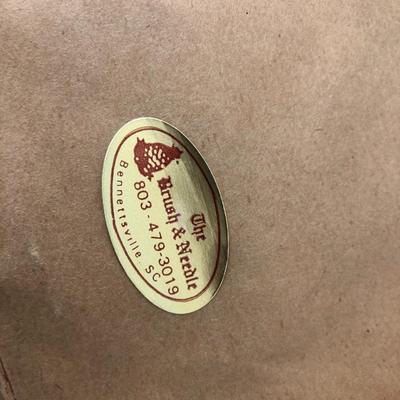 The
Brush & Needle
803-479-3019
Bennettsville, SC